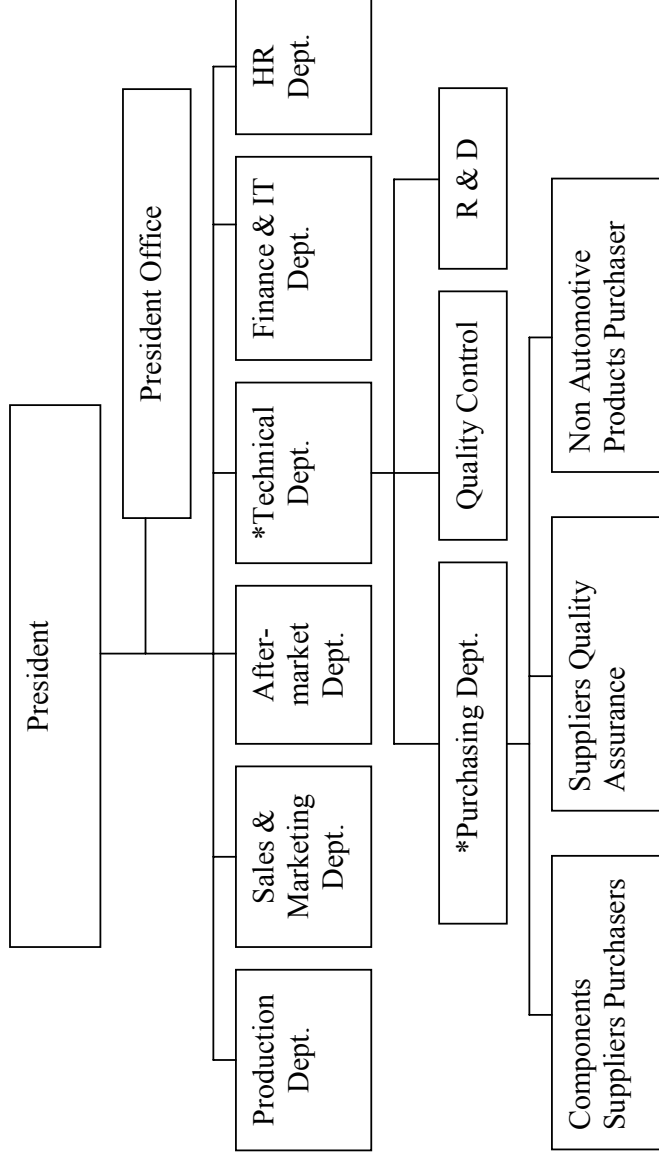 President
President Office
Production
Dept.
Sales &
Marketing
Dept.
After-
market
Dept.
*Technical
Dept.
Finance & IT
Dept.
HR
Dept.
*Purchasing Dept.
Quality Control
R & D
Components
Suppliers Purchasers
Suppliers Quality
Assurance
Non Automotive
Products Purchaser